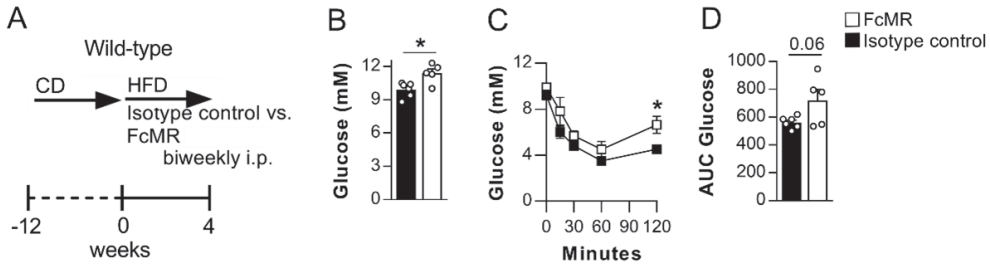 A
Wild-type
CD
HFD
Isotype control vs.
FcMR
biweekly i.p.
-12
0
4
weeks
B
*
Glucose (mM)
12
9
6
3
0
C
Glucose (mM)
12
8
4
0
*
0
30
60
90
120
Minutes
D
FcMR
Isotype control
0.06
AUC Glucose
1000
800
600
400
200
0